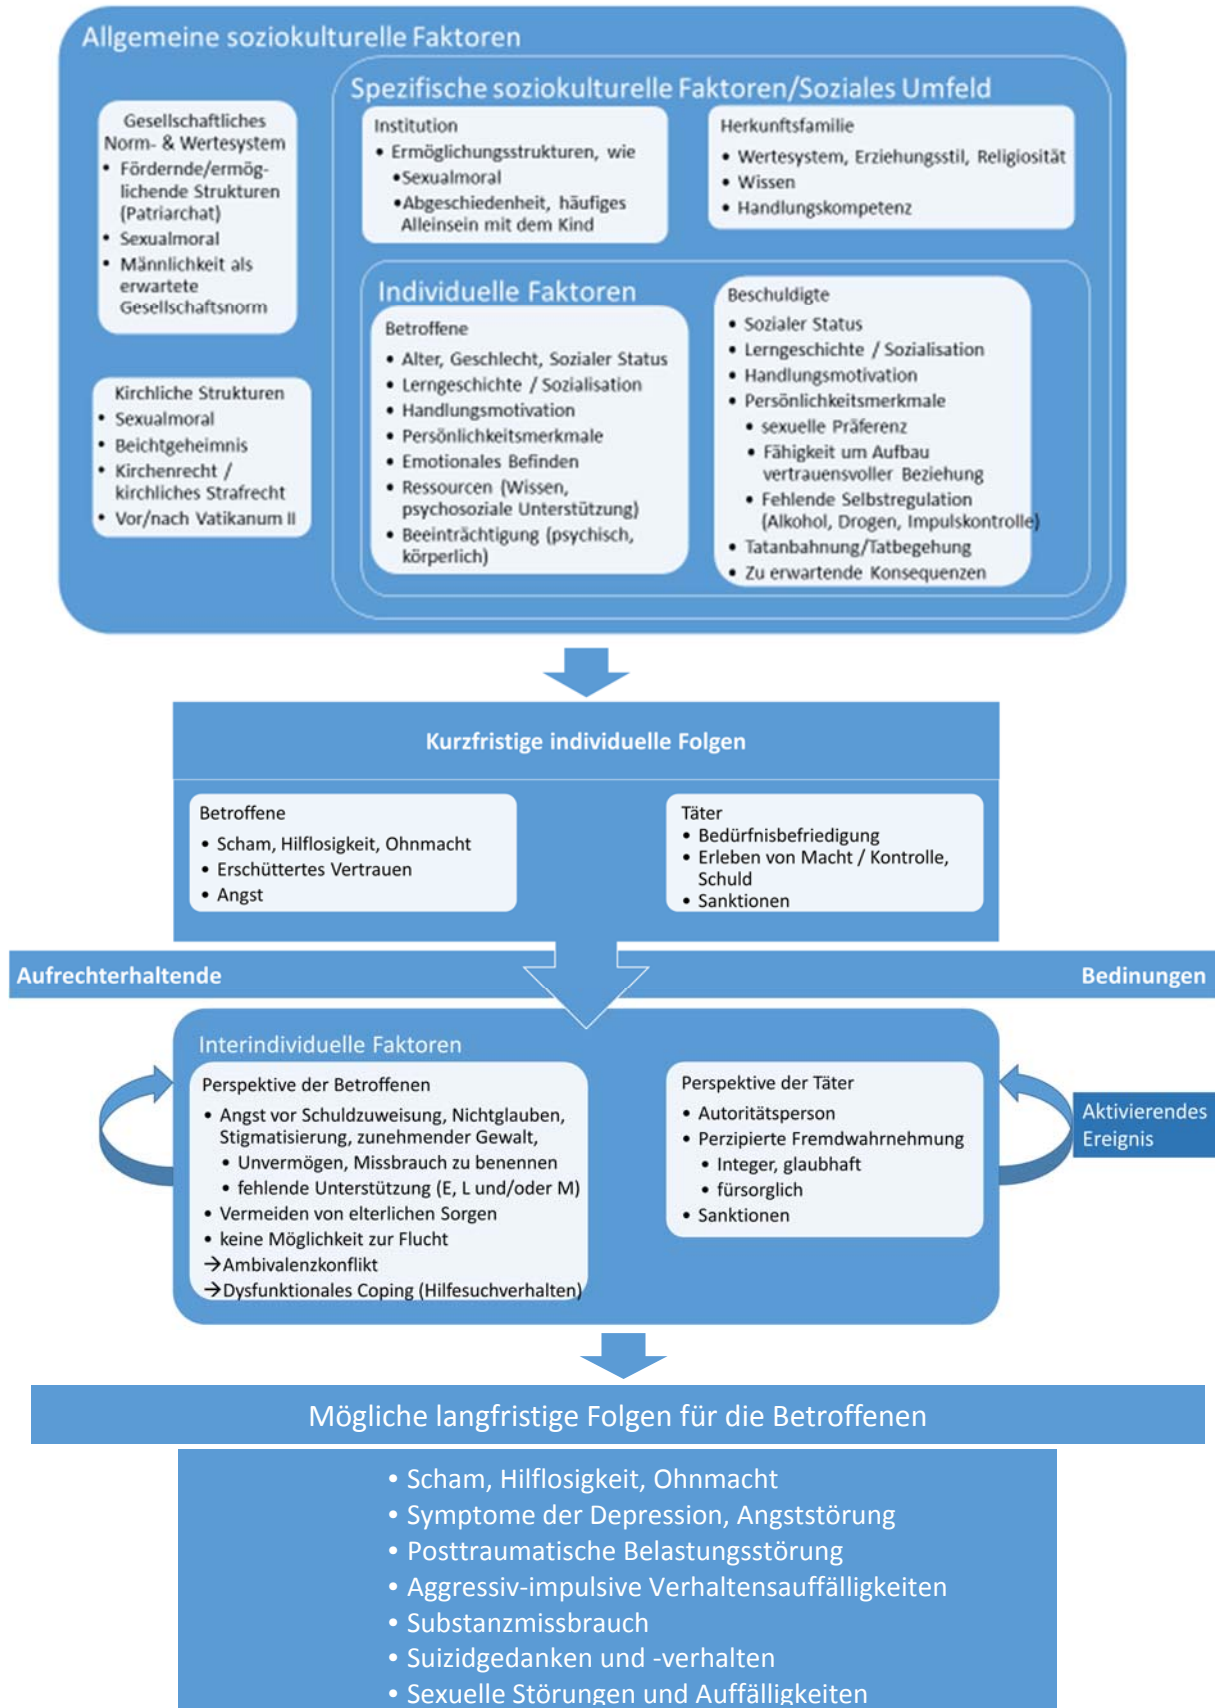 Allgemeine soziokulturelle Faktoren
Gesellschaftliches
Norm- & Wertesystem
• Fördernde/ermög-
lichende Strukturen
(Patriarchat)
• Sexualmoral
• Männlichkeit als
erwartete
Gesellschaftsnorm
Kirchliche Strukturen
• Sexualmoral
• Beichtgeheimnis
• Kirchenrecht /
kirchliches Strafrecht
• Vor/nach Vatikanum II
Spezifische soziokulturelle Faktoren/Soziales Umfeld
Institution
• Ermöglichungsstrukturen, wie
•Sexualmoral
•Abgeschiedenheit, häufiges
Alleinsein mit dem Kind
Herkunftsfamilie
• Wertesystem, Erziehungsstil, Religiosität
• Wissen
• Handlungskompetenz
Individuelle Faktoren
Betroffene
• Alter, Geschlecht, Sozialer Status
• Lerngeschichte / Sozialisation
• Handlungsmotivation
• Persönlichkeitsmerkmale
• Emotionales Befinden
• Ressourcen (Wissen,
psychosoziale Unterstützung)
• Beeinträchtigung (psychisch,
körperlich)
Beschuldigte
• Sozialer Status
• Lerngeschichte / Sozialisation
• Handlungsmotivation
• Persönlichkeitsmerkmale
• sexuelle Präferenz
• Fähigkeit um Aufbau
vertrauensvoller Beziehung
• Fehlende Selbstregulation
(Alkohol, Drogen, Impulskontrolle)
• Tatanbahnung/Tatbegehung
• Zu erwartende Konsequenzen
Kurzfristige individuelle Folgen
Betroffene
• Scham, Hilflosigkeit, Ohnmacht
• Erschüttertes Vertrauen
• Angst
Täter
• Bedürfnisbefriedigung
• Erleben von Macht / Kontrolle,
Schuld
• Sanktionen
Aufrechterhaltende
Bedinungen
Interindividuelle Faktoren
Perspektive der Betroffenen
• Angst vor Schuldzuweisung, Nichtglauben,
Stigmatisierung, zunehmender Gewalt,
• Unvermögen, Missbrauch zu benennen
• fehlende Unterstützung (E, L und/oder M)
• Vermeiden von elterlichen Sorgen
• keine Möglichkeit zur Flucht
→Ambivalenzkonflikt
→Dysfunktionales Coping (Hilfesuchverhalten)
Perspektive der Täter
• Autoritätsperson
• Perzipierte Fremdwahrnehmung
• Integer, glaubhaft
• fürsorglich
• Sanktionen
Aktivierendes
Ereignis
Mögliche langfristige Folgen für die Betroffenen
• Scham, Hilflosigkeit, Ohnmacht
• Symptome der Depression, Angststörung
• Posttraumatische Belastungsstörung
• Aggressiv-impulsive Verhaltensauffälligkeiten
• Substanzmissbrauch
• Suizidgedanken und -verhalten
• Sexuelle Störungen und Auffälligkeiten